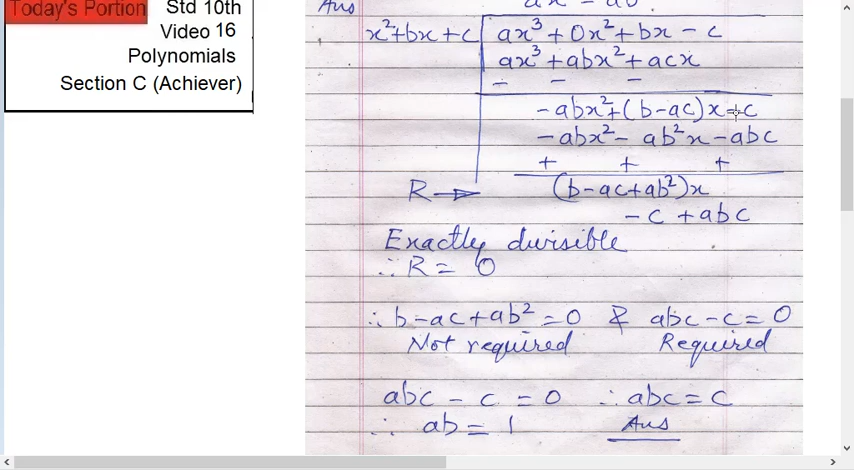 Today's Portion
Std 10th
Video 16
Polynomials
Section C (Achiever)
Ans
ax - ab
x²+bx+c ax³+0x²+bx-c
ax³+abx²+acx
- - -
-abx²+(b-ac)x-c
-abx²-ab²x-abc
+ + +
R → (b-ac+ab²)x
-c+abc
Exactly divisible
∴ R = 0
∴ b-ac+ab²=0 & abc-c=0
Not required Required
abc - c = 0 ∴ abc = c
∴ ab = 1 Ans